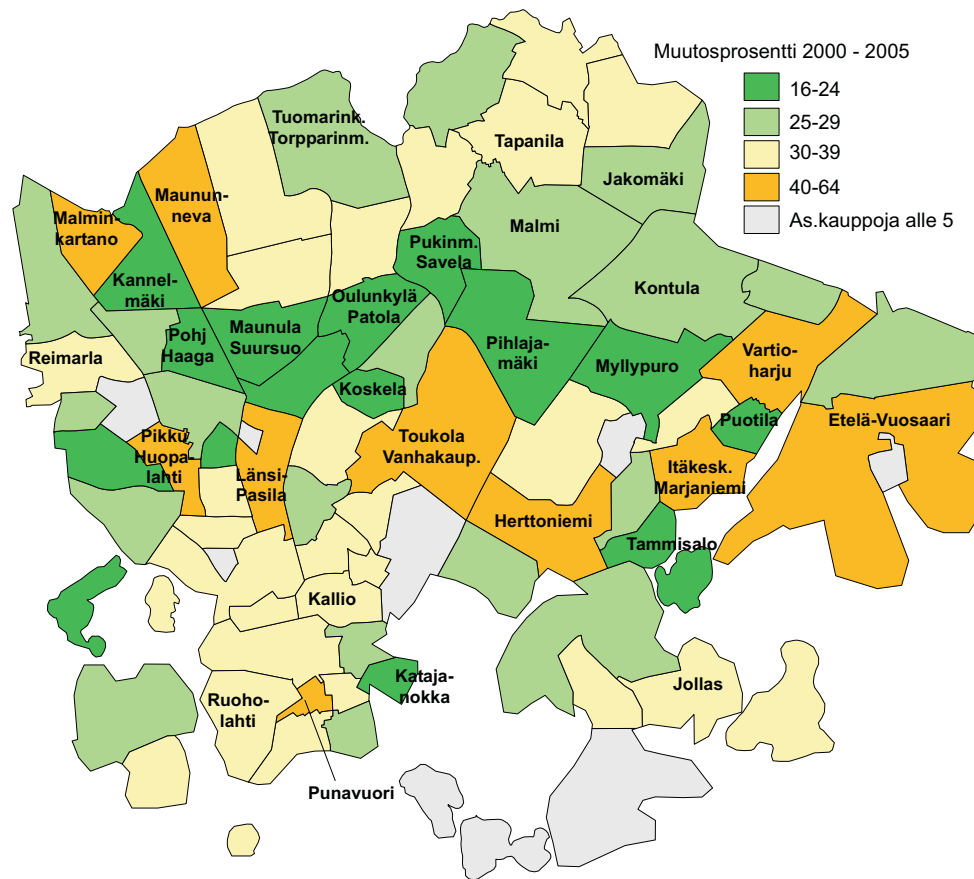 Muutosprosentti 2000 - 2005
16-24
25-29
30-39
40-64
As.kauppoja alle 5
Tuomarink.
Torpparinm.
Tapanila
Jakomäki
Maunun-
neva
Malmin-
kartano
Malmi
Pukinm.
Savela
Kannel-
mäki
Kontula
Oulunkylä
Patola
Maunula
Suursuo
Pohj
Haaga
Pihlaja-
mäki
Myllypuro
Vartio-
harju
Reimarla
Koskela
Puotila
Etelä-Vuosaari
Pikku
Huopa-
lahti
Toukola
Vanhakaup.
Länsi-
Pasila
Itäkesk.
Marjaniemi
Herttoniemi
Tammisalo
Kallio
Kataja-
nokka
Jollas
Ruoho-
lahti
Punavuori